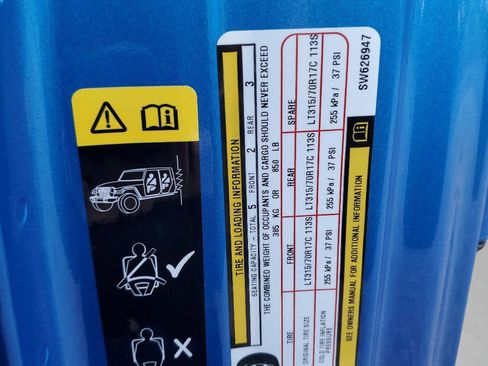 TIRE AND LOADING INFORMATION
SEATING CAPACITY - TOTAL 5 FRONT 2 REAR 3
THE COMBINED WEIGHT OF OCCUPANTS AND CARGO SHOULD NEVER EXCEED
385 KG OR 850 LB
TIRE FRONT REAR SPARE
ORIGINAL TIRE SIZE LT315/70R17C 113S LT315/70R17C 113S LT315/70R17C 113S
COLD TIRE INFLATION
PRESSURE 255 kPa / 37 PSI 255 kPa / 37 PSI 255 kPa / 37 PSI
SEE OWNERS MANUAL FOR ADDITIONAL INFORMATION
SW626947